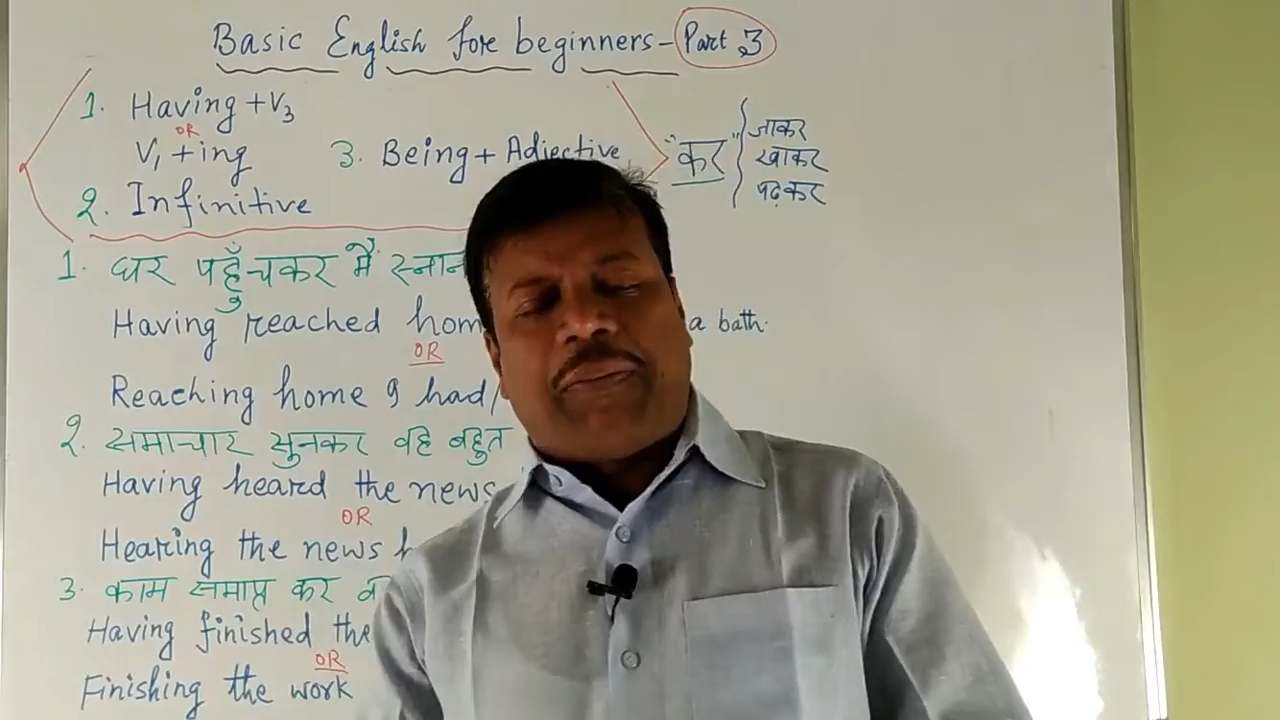 Basic English fore beginners - Part 3
1. Having + V3
OR
V1 + ing
3. Being + Adjective
2. Infinitive
"कर"
जाकर
खाकर
पढ़कर
1. घर पहुँचकर मैं स्नान
Having reached a bath.
OR
Reaching home I had/
2. समाचार सुनकर वह बहुत
Having heard the news
OR
Hearing the news
3. काम समाप्त कर
Having finished the
OR
Finishing the work